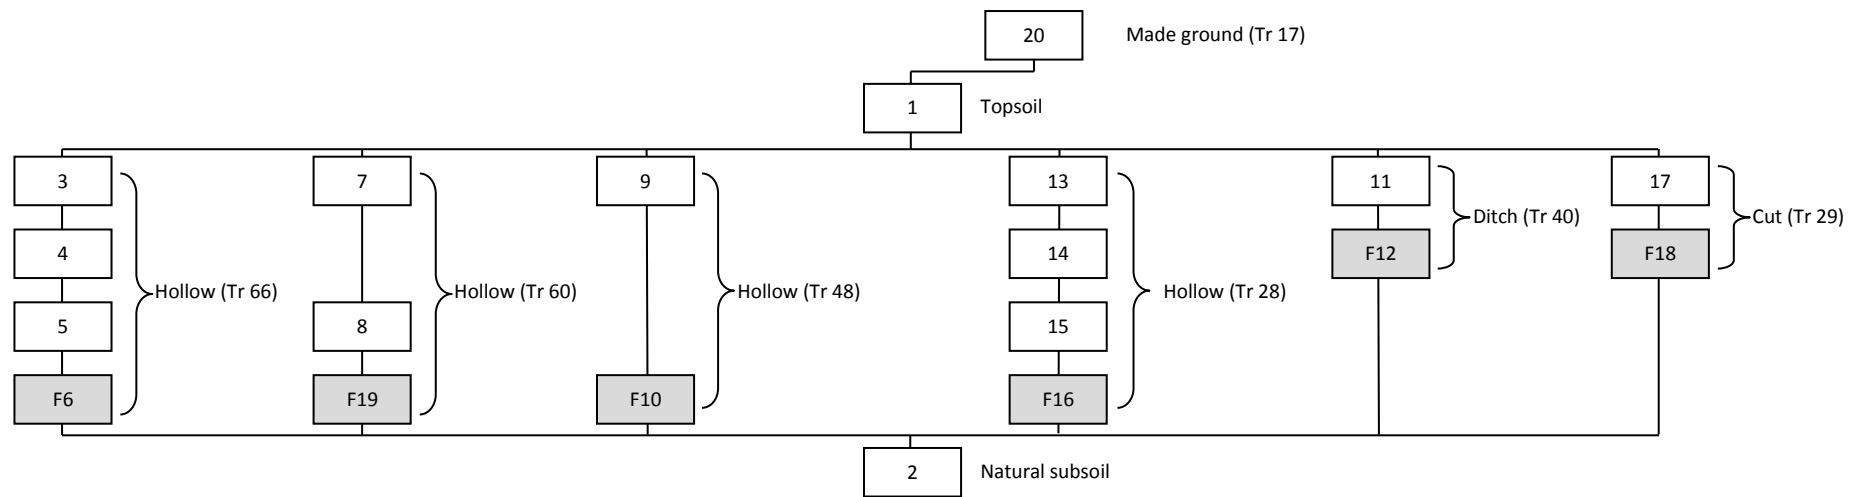 20 Made ground (Tr 17)
1 Topsoil
3 7 9 13 11 17
Ditch (Tr 40) Cut (Tr 29)
4 14 F12 F18
Hollow (Tr 66) Hollow (Tr 60) Hollow (Tr 48) Hollow (Tr 28)
5 8 15
F6 F19 F10 F16
2 Natural subsoil